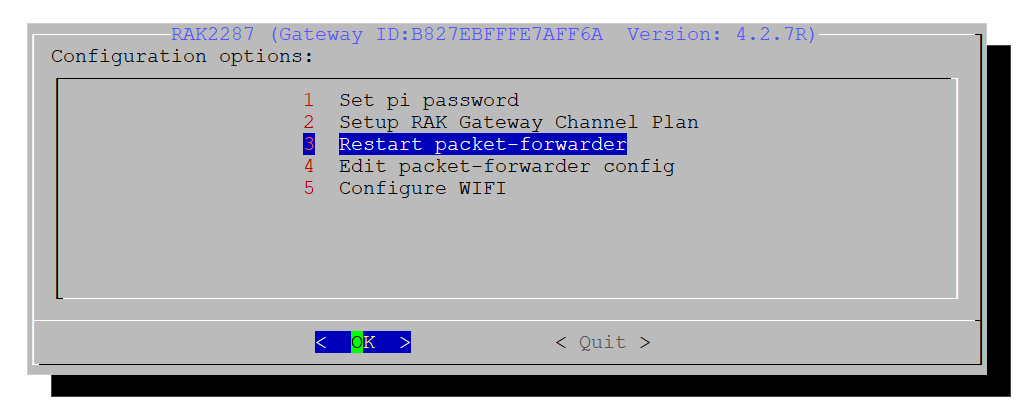 RAK2287 (Gateway ID:B827EBFFFE7AFF6A Version: 4.2.7R)
Configuration options:
1 Set pi password
2 Setup RAK Gateway Channel Plan
3 Restart packet-forwarder
4 Edit packet-forwarder config
5 Configure WIFI
< OK > < Quit >